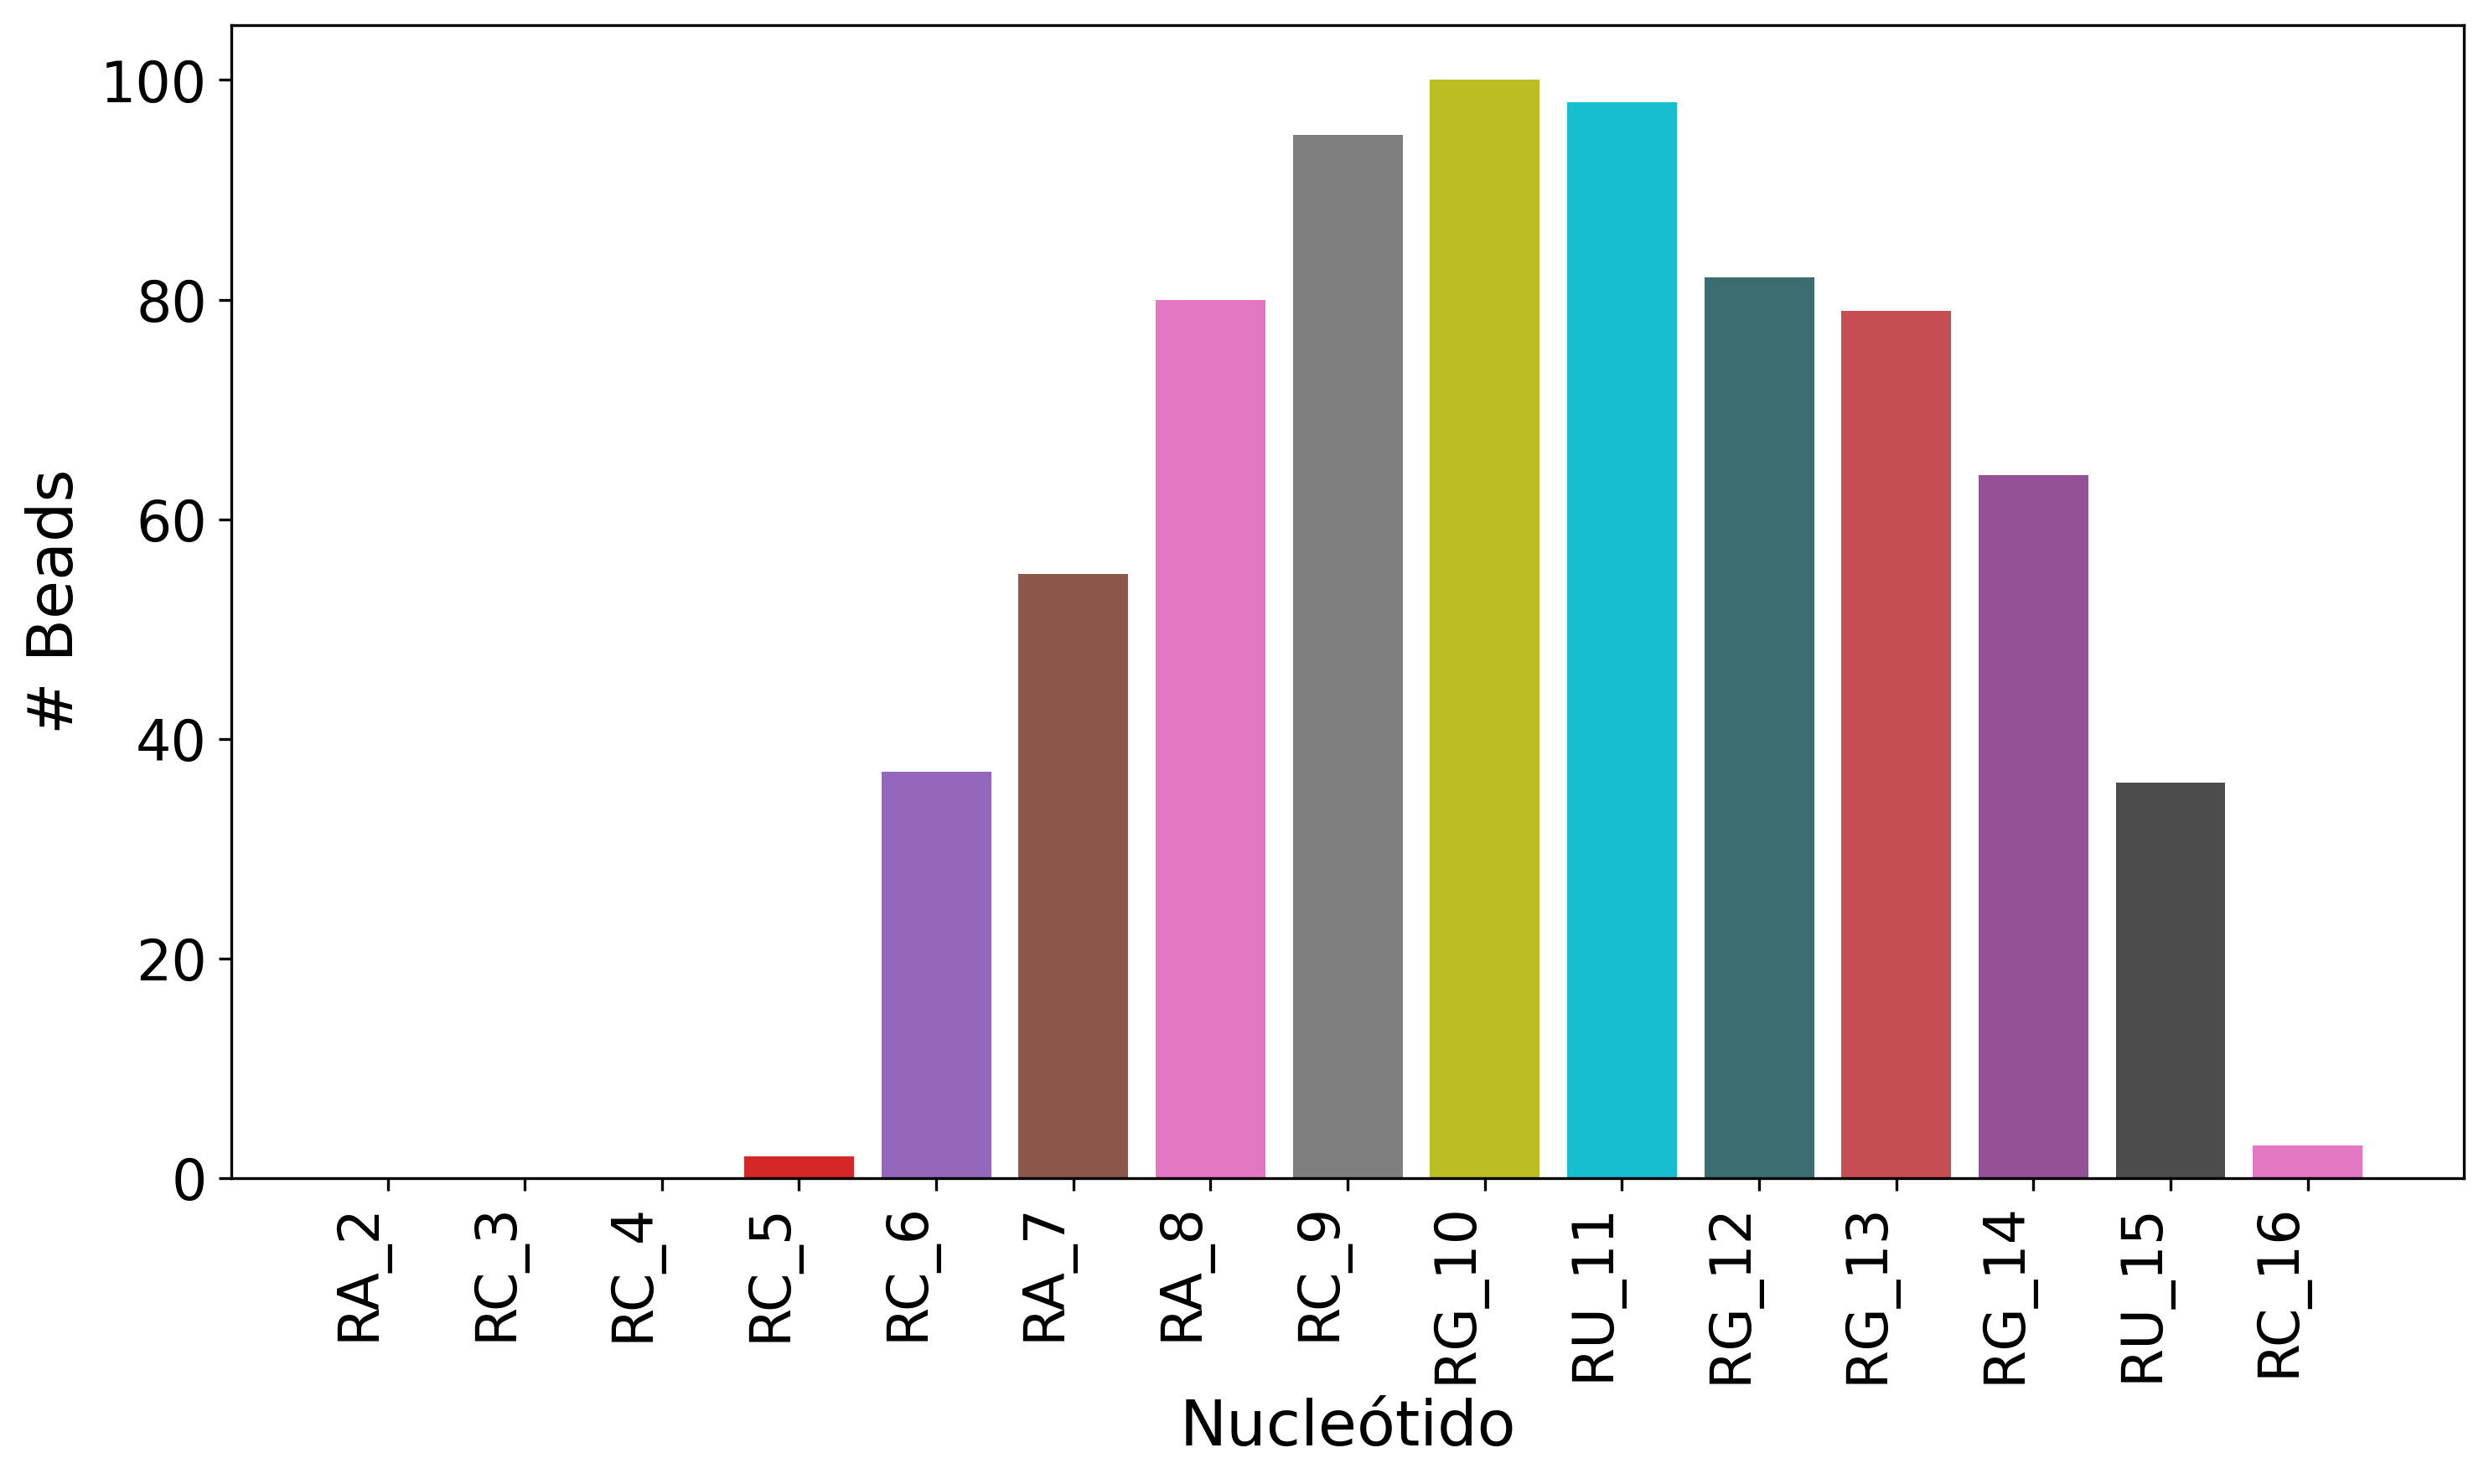 # Beads
100
80
60
40
20
0
RA_2
RC_3
RC_4
RC_5
RC_6
RA_7
RA_8
RC_9
RG_10
RU_11
RG_12
RG_13
RG_14
RU_15
RC_16
Nucleótido